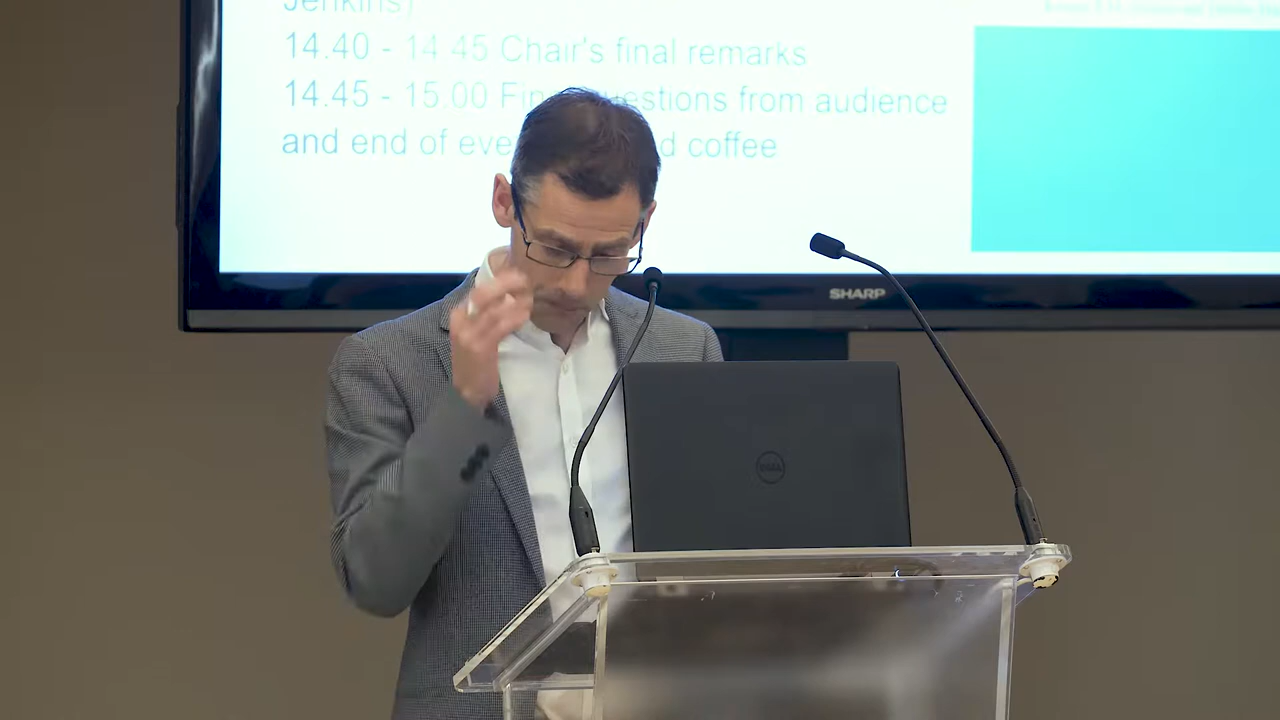 Jenkins)
14.40 - 14 45 Chair's final remarks
14.45 - 15.00 Fin questions from audience
and end of eve d coffee
SHARP
DELL